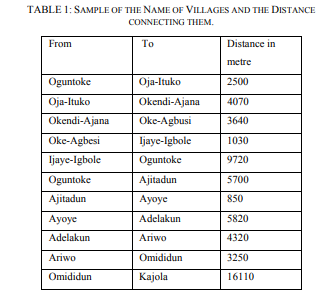 TABLE 1: SAMPLE OF THE NAME OF VILLAGES AND THE DISTANCE
CONNECTING THEM.
From To Distance in
metre
Oguntoke Oja-Ituko 2500
Oja-Ituko Okendi-Ajana 4070
Okendi-Ajana Oke-Agbusi 3640
Oke-Agbesi Ijaye-Igbole 1030
Ijaye-Igbole Oguntoke 9720
Oguntoke Ajitadun 5700
Ajitadun Ayoye 850
Ayoye Adelakun 5820
Adelakun Ariwo 4320
Ariwo Omididun 3250
Omididun Kajola 16110